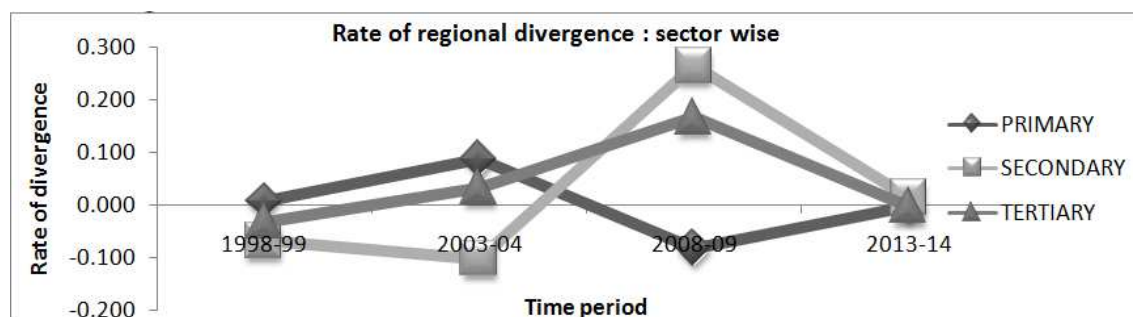 Rate of regional divergence : sector wise
Rate of divergence
0.300
0.200
0.100
0.000
-0.100
-0.200
1998-99
2003-04
2008-09
2013-14
Time period
PRIMARY
SECONDARY
TERTIARY